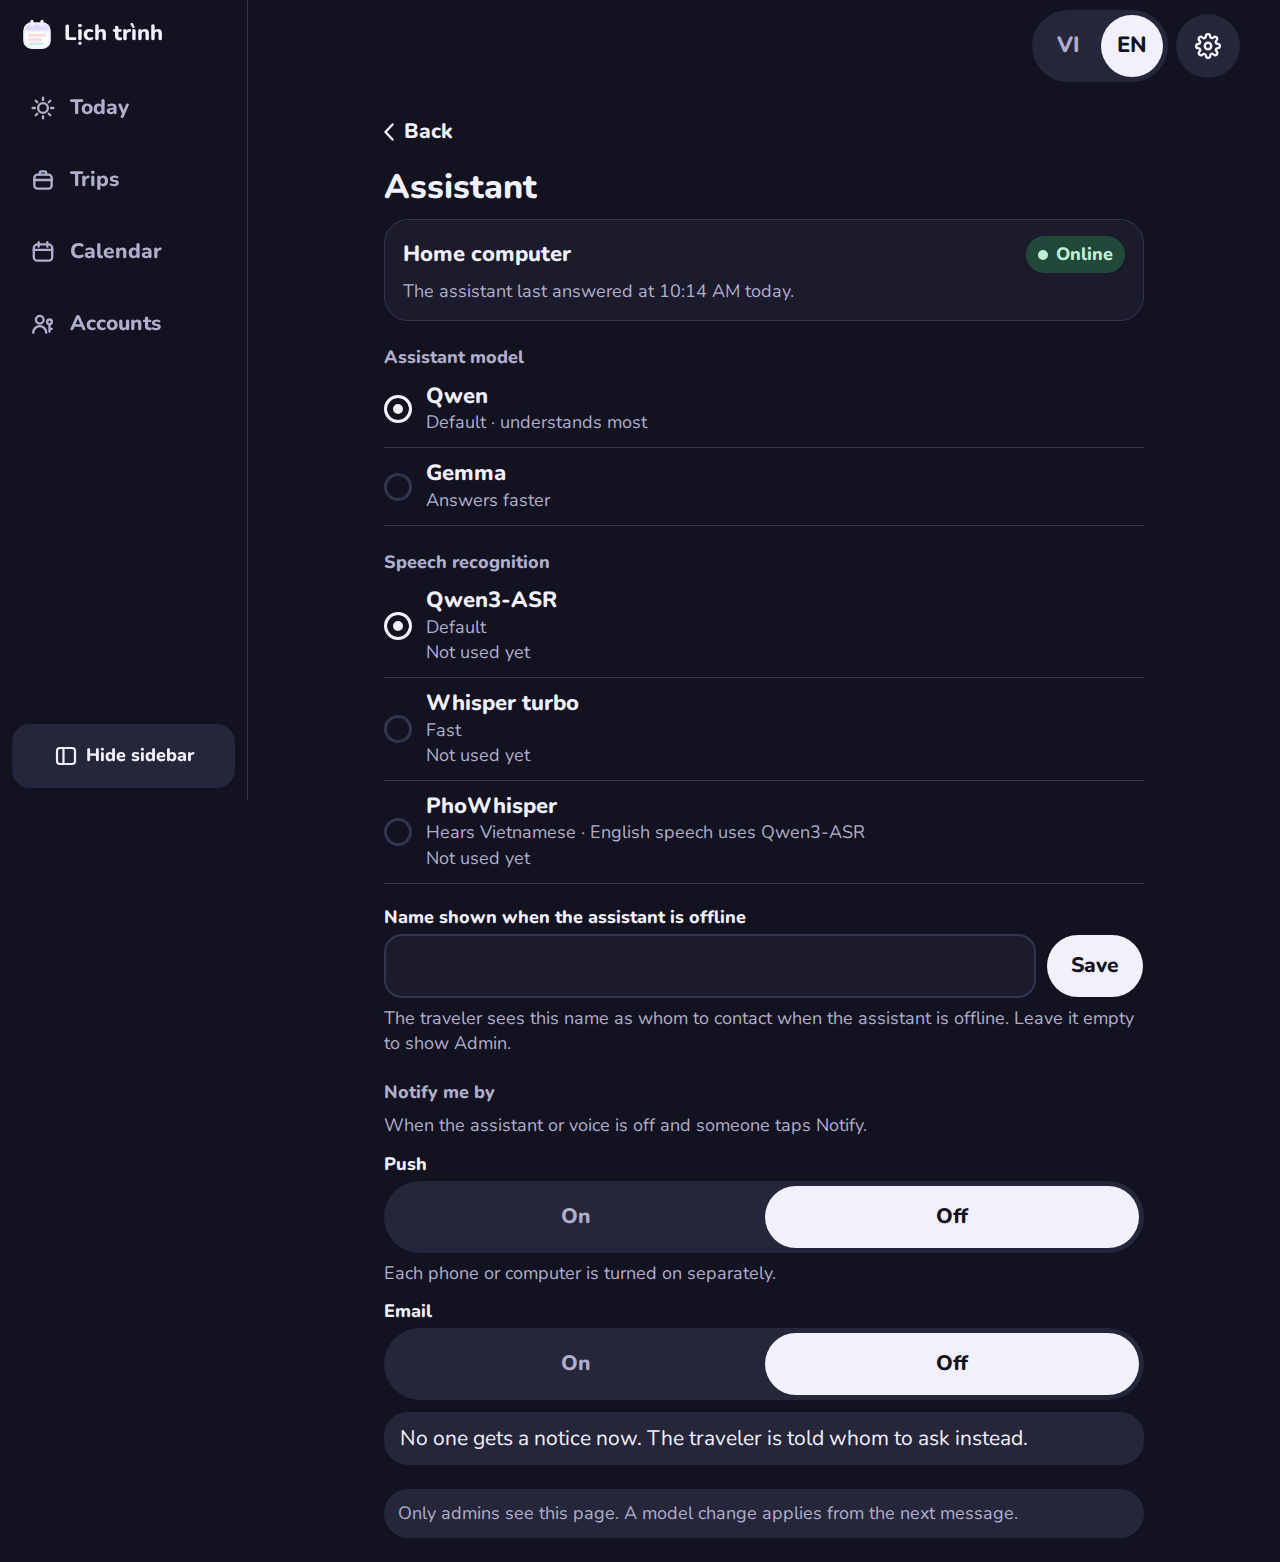 Lịch trình
VI
EN
Today
Trips
Calendar
Accounts
Hide sidebar
Back
Assistant
Home computer
Online
The assistant last answered at 10:14 AM today.
Assistant model
Qwen
Default · understands most
Gemma
Answers faster
Speech recognition
Qwen3-ASR
Default
Not used yet
Whisper turbo
Fast
Not used yet
PhoWhisper
Hears Vietnamese · English speech uses Qwen3-ASR
Not used yet
Name shown when the assistant is offline
Save
The traveler sees this name as whom to contact when the assistant is offline. Leave it empty
to show Admin.
Notify me by
When the assistant or voice is off and someone taps Notify.
Push
On
Off
Each phone or computer is turned on separately.
Email
On
Off
No one gets a notice now. The traveler is told whom to ask instead.
Only admins see this page. A model change applies from the next message.